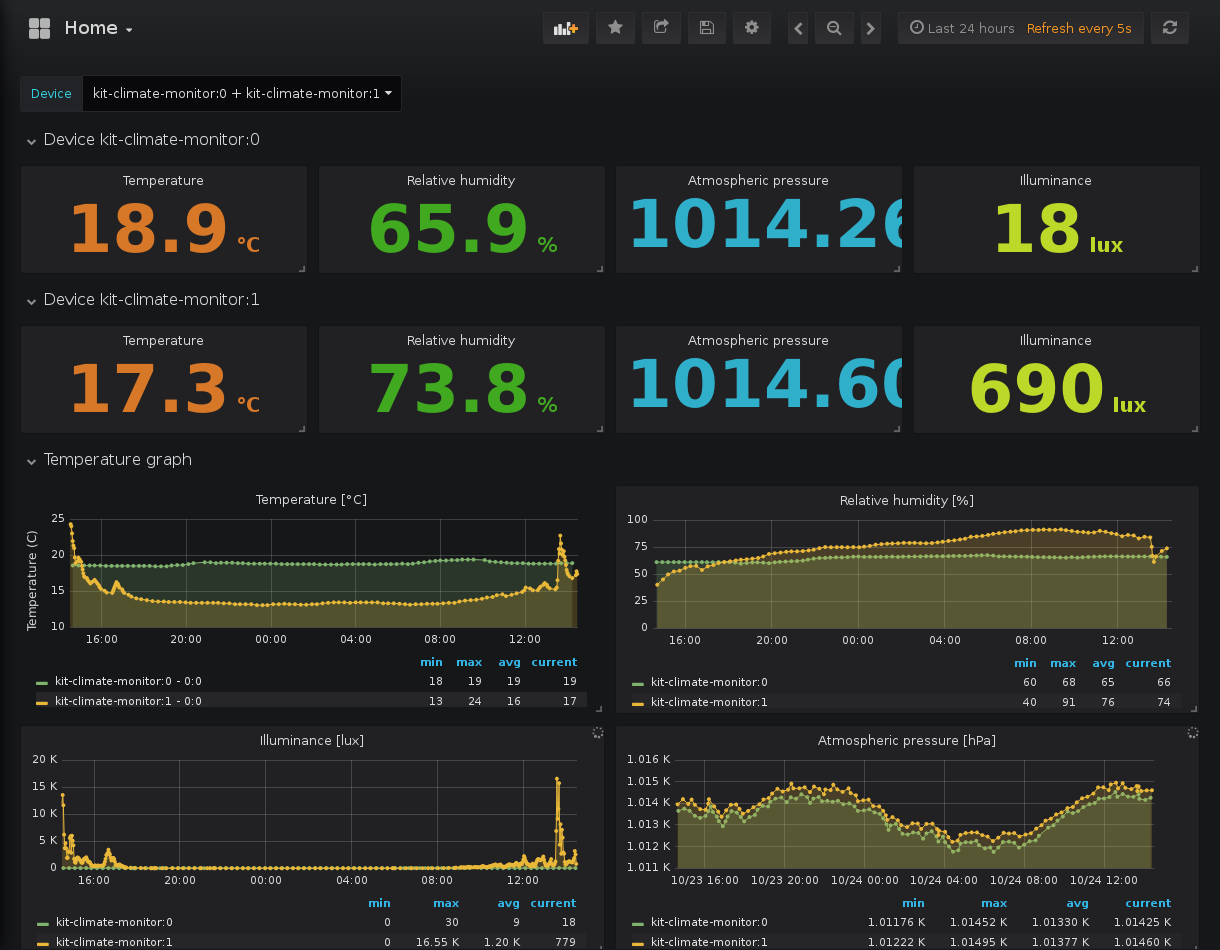 Home
Last 24 hours Refresh every 5s
Device kit-climate-monitor:0 + kit-climate-monitor:1
Device kit-climate-monitor:0
Temperature Relative humidity Atmospheric pressure Illuminance
18.9 °C 65.9 % 1014.26 18 lux
Device kit-climate-monitor:1
Temperature Relative humidity Atmospheric pressure Illuminance
17.3 °C 73.8 % 1014.60 690 lux
Temperature graph
Temperature [°C]
Temperature (C)
25
20
15
10
16:00 20:00 00:00 04:00 08:00 12:00
min max avg current
kit-climate-monitor:0 - 0:0 18 19 19 19
kit-climate-monitor:1 - 0:0 13 24 16 17
Relative humidity [%]
100
75
50
25
0
16:00 20:00 00:00 04:00 08:00 12:00
min max avg current
kit-climate-monitor:0 60 68 65 66
kit-climate-monitor:1 40 91 76 74
Illuminance [lux]
20 K
15 K
10 K
5 K
0
16:00 20:00 00:00 04:00 08:00 12:00
min max avg current
kit-climate-monitor:0 0 30 9 18
kit-climate-monitor:1 0 16.55 K 1.20 K 779
Atmospheric pressure [hPa]
1.016 K
1.015 K
1.014 K
1.013 K
1.012 K
1.011 K
10/23 16:00 10/23 20:00 10/24 00:00 10/24 04:00 10/24 08:00 10/24 12:00
min max avg current
kit-climate-monitor:0 1.01176 K 1.01452 K 1.01330 K 1.01425 K
kit-climate-monitor:1 1.01222 K 1.01495 K 1.01377 K 1.01460 K